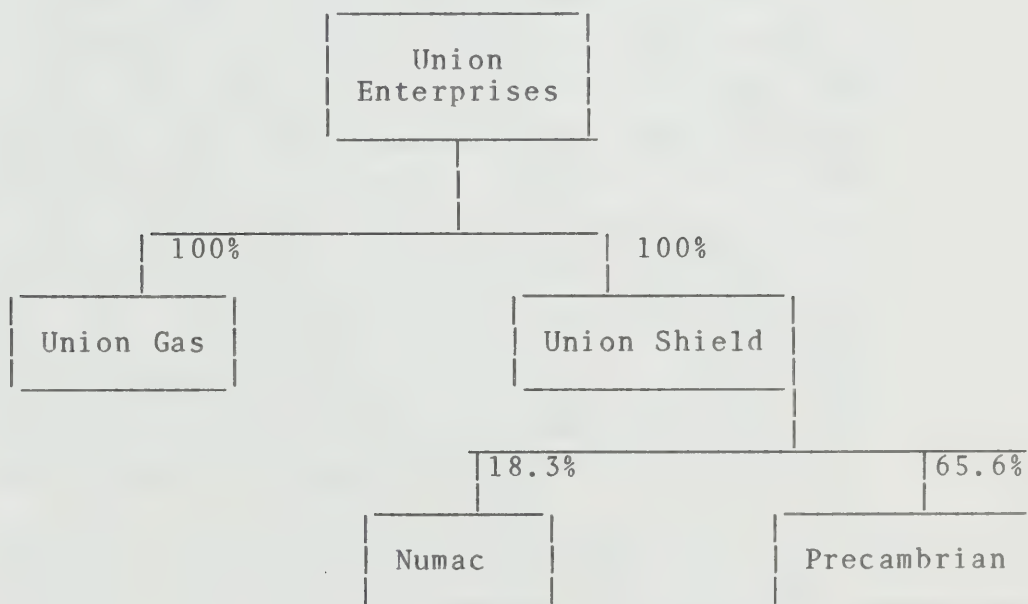 Union
Enterprises
100%
100%
Union Gas
Union Shield
18.3%
65.6%
Numac
Precambrian